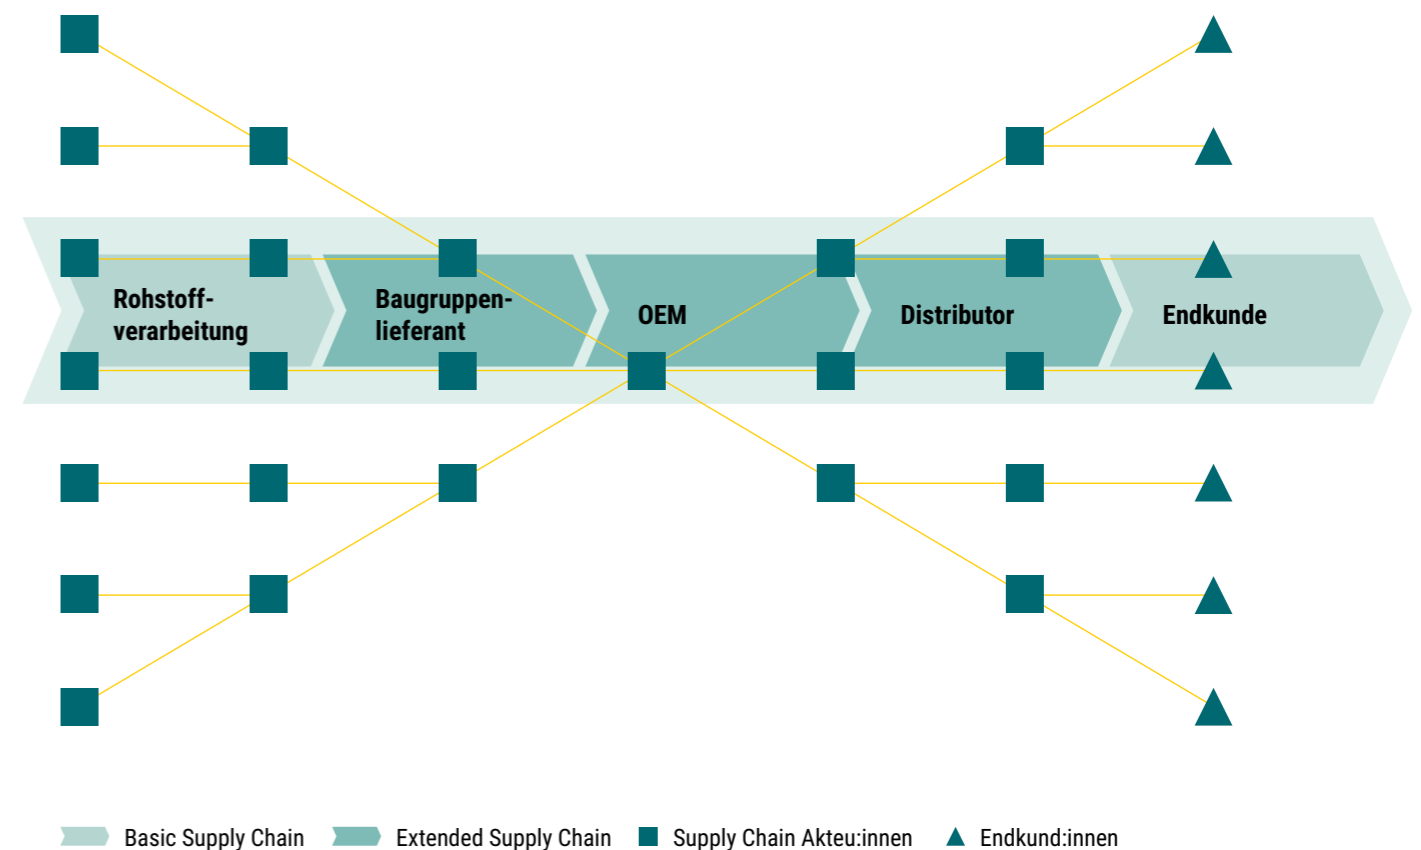 Rohstoff-
verarbeitung
Baugruppen-
lieferant
OEM
Distributor
Endkunde
Basic Supply Chain
Extended Supply Chain
Supply Chain Akteu:innen
Endkund:innen